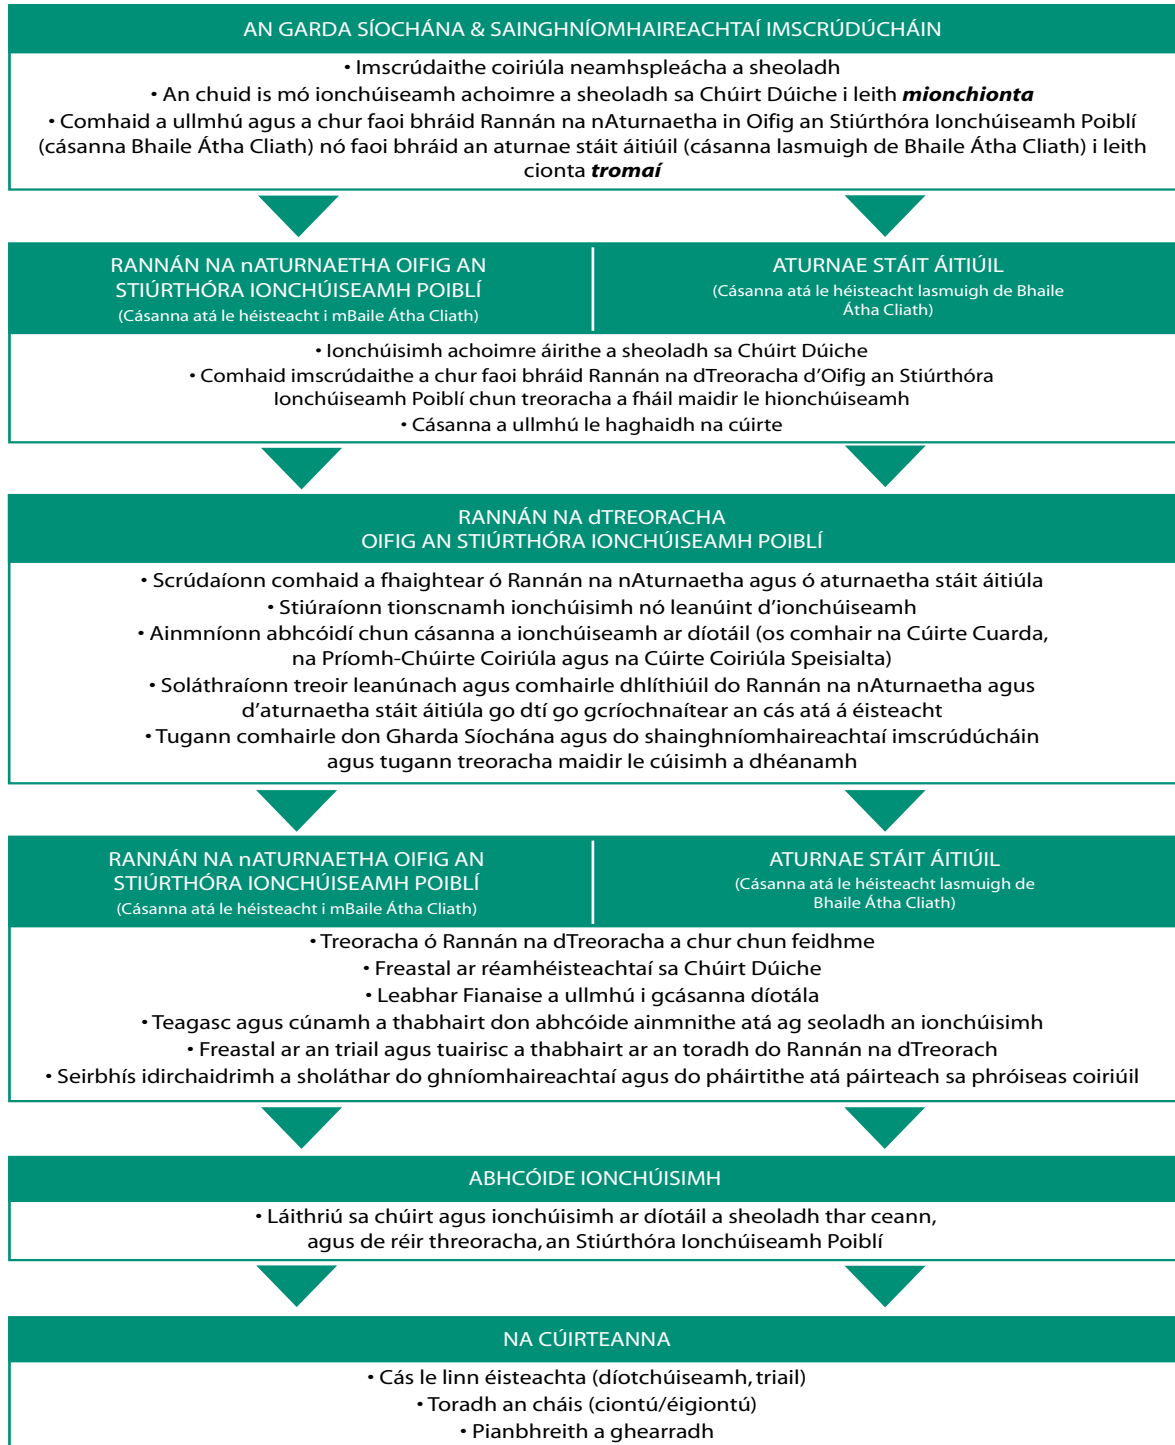 AN GARDA SÍOCHÁNA & SAINGHNÍOMHAIREACHTAÍ IMSCRÚDÚCHÁIN
• Imscrúdaithe coiriúla neamhspleácha a sheoladh
• An chuid is mó ionchúiseamh achoimre a sheoladh sa Chúirt Dúiche i leith mionchionta
• Comhaid a ullmhú agus a chur faoi bhráid Rannán na nAturnaetha in Oifig an Stiúrthóra Ionchúiseamh Poiblí
(cásanna Bhaile Átha Cliath) nó faoi bhráid an aturnae stáit áitiúil (cásanna lasmuigh de Bhaile Átha Cliath) i leith
cionta tromaí
RANNÁN NA nATURNAETHA OIFIG AN
STIÚRTHÓRA IONCHÚISEAMH POIBLÍ
(Cásanna atá le héisteacht i mBaile Átha Cliath)
ATURNAE STÁIT ÁITIÚIL
(Cásanna atá le héisteacht lasmuigh de Bhaile
Átha Cliath)
• Ionchúisimh achoimre áirithe a sheoladh sa Chúirt Dúiche
• Comhaid imscrúdaithe a chur faoi bhráid Rannán na dTreoracha d'Oifig an Stiúrthóra
Ionchúiseamh Poiblí chun treoracha a fháil maidir le hionchúiseamh
• Cásanna a ullmhú le haghaidh na cúirte
RANNÁN NA dTREORACHA
OIFIG AN STIÚRTHÓRA IONCHÚISEAMH POIBLÍ
• Scrúdaíonn comhaid a fhaightear ó Rannán na nAturnaetha agus ó aturnaetha stáit áitiúla
• Stiúraíonn tionscnamh ionchúisimh nó leanúint d'ionchúiseamh
• Ainmníonn abhcóidí chun cásanna a ionchúiseamh ar díotáil (os comhair na Cúirte Cuarda,
na Príomh-Chúirte Coiriúla agus na Cúirte Coiriúla Speisialta)
• Soláthraíonn treoir leanúnach agus comhairle dhlíthiúil do Rannán na nAturnaetha agus
d'aturnaetha stáit áitiúla go dtí go gcríochnaítear an cás atá á éisteacht
• Tugann comhairle don Gharda Síochána agus do shainghníomhaireachtaí imscrúdúcháin
agus tugann treoracha maidir le cúisimh a dhéanamh
RANNÁN NA nATURNAETHA OIFIG AN
STIÚRTHÓRA IONCHÚISEAMH POIBLÍ
(Cásanna atá le héisteacht i mBaile Átha Cliath)
ATURNAE STÁIT ÁITIÚIL
(Cásanna atá le héisteacht lasmuigh de
Bhaile Átha Cliath)
• Treoracha ó Rannán na dTreoracha a chur chun feidhme
• Freastal ar réamhéisteachtaí sa Chúirt Dúiche
• Leabhar Fianaise a ullmhú i gcásanna díotála
• Teagasc agus cúnamh a thabhairt don abhcóide ainmnithe atá ag seoladh an ionchúisimh
• Freastal ar an triail agus tuairisc a thabhairt ar an toradh do Rannán na dTreorach
• Seirbhís idirchaidrimh a sholáthar do ghníomhaireachtaí agus do pháirtithe atá páirteach sa phróiseas coiriúil
ABHCÓIDE IONCHÚISIMH
• Láithriú sa chúirt agus ionchúisimh ar díotáil a sheoladh thar ceann,
agus de réir threoracha, an Stiúrthóra Ionchúiseamh Poiblí
NA CÚIRTEANNA
• Cás le linn éisteachta (díotchúiseamh, triail)
• Toradh an cháis (ciontú/éigiontú)
• Pianbhreith a ghearradh